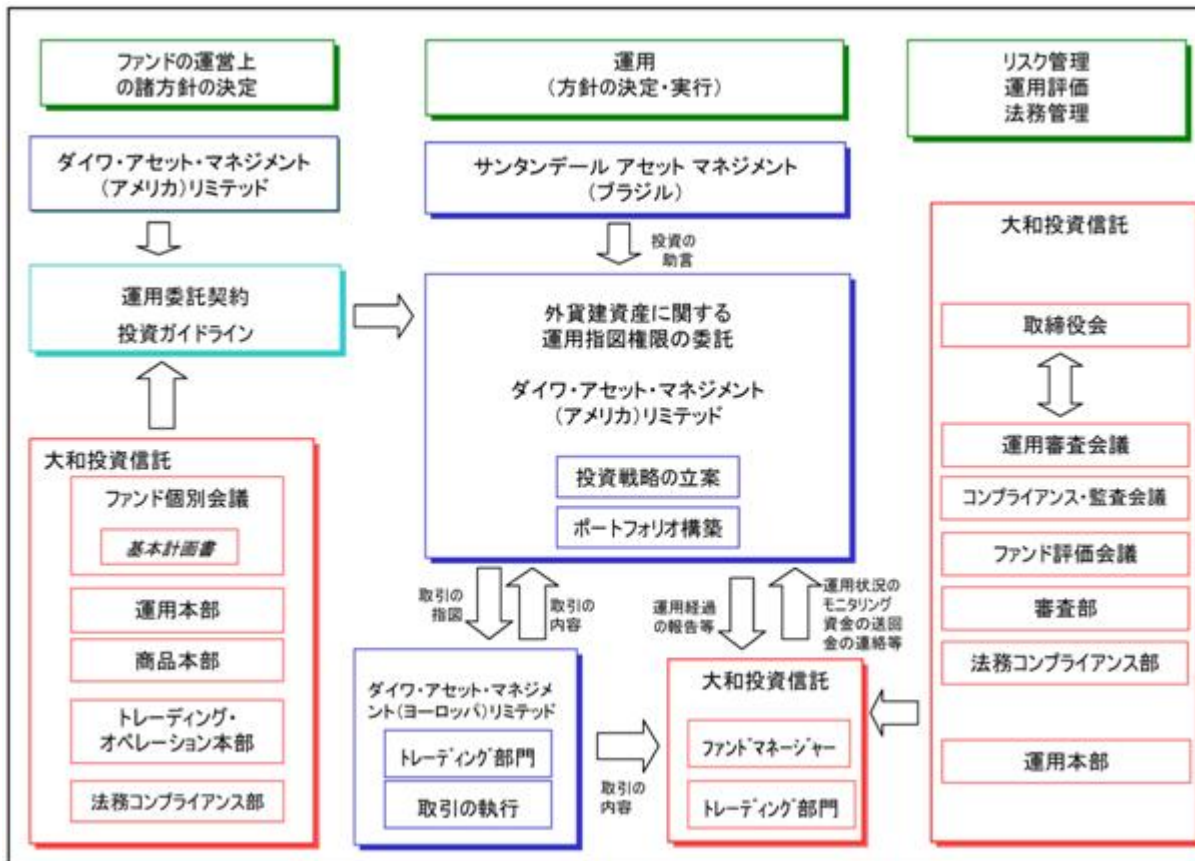 ファンドの運営上
の諸方針の決定
運用
(方針の決定・実行)
リスク管理
運用評価
法務管理
ダイワ・アセット・マネジメント
(アメリカ)リミテッド
サンタンデール アセット マネジメント
(ブラジル)
投資の
助言
運用委託契約
投資ガイドライン
外貨建資産に関する
運用指図権限の委託
ダイワ・アセット・マネジメント
(アメリカ)リミテッド
投資戦略の立案
ポートフォリオ構築
大和投資信託
ファンド個別会議
基本計画書
運用本部
商品本部
トレーディング・
オペレーション本部
法務コンプライアンス部
取引の
指図
取引の
内容
運用経過
の報告等
運用状況の
モニタリング
資金の送回
金の連絡等
ダイワ・アセット・マネジメ
ント(ヨーロッパ)リミテッド
トレーディング部門
取引の執行
取引の
内容
大和投資信託
ファンドマネージャー
トレーディング部門
大和投資信託
取締役会
運用審査会議
コンプライアンス・監査会議
ファンド評価会議
審査部
法務コンプライアンス部
運用本部